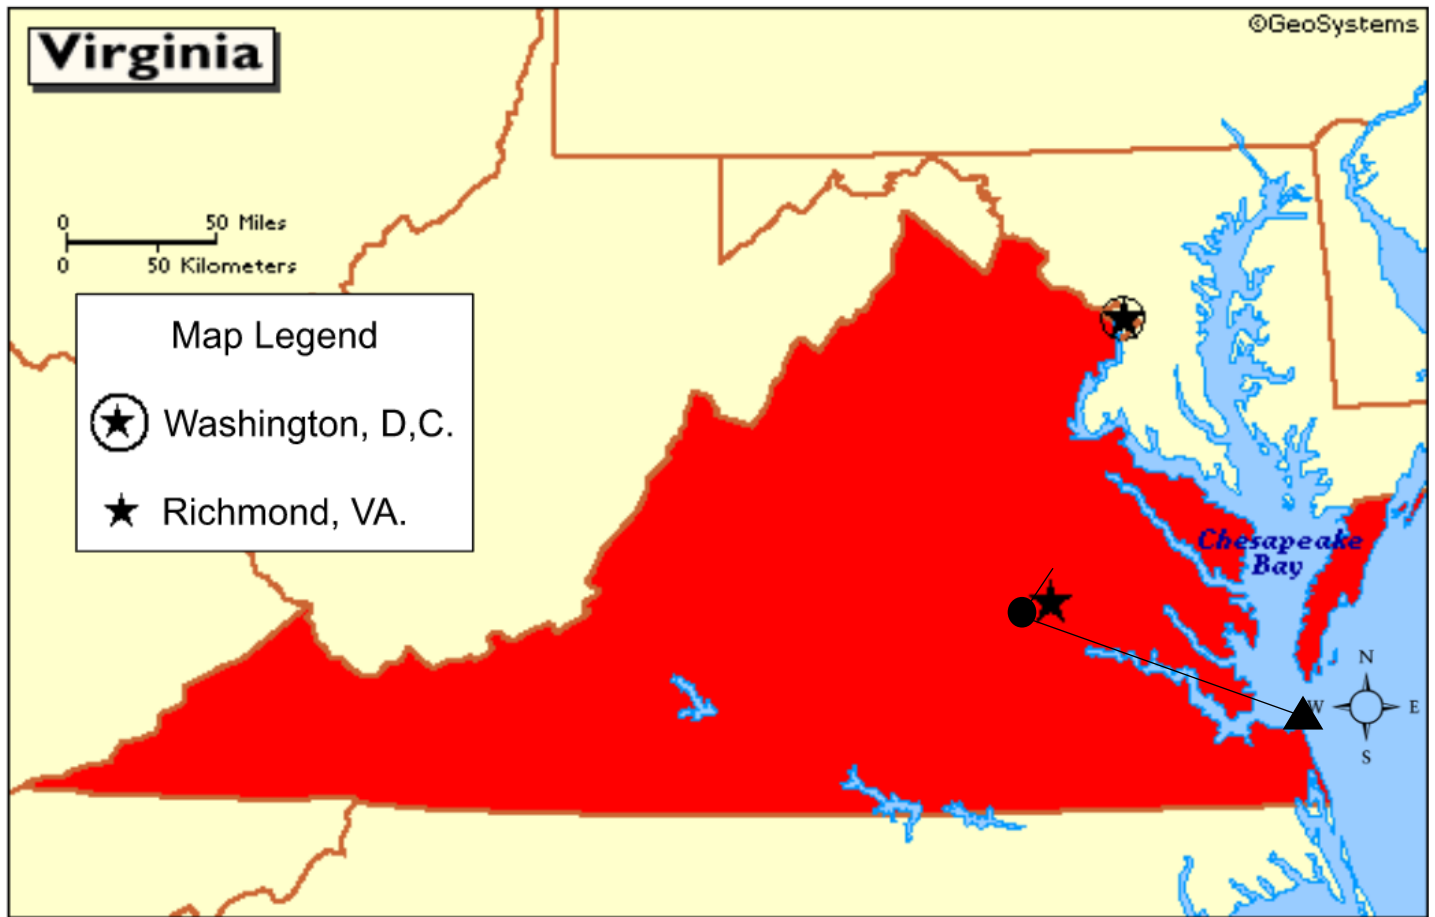 Virginia
©GeoSystems
0 50 Miles
0 50 Kilometers
Map Legend
Washington, D,C.
Richmond, VA.
Chesapeake
Bay
N
W E
S